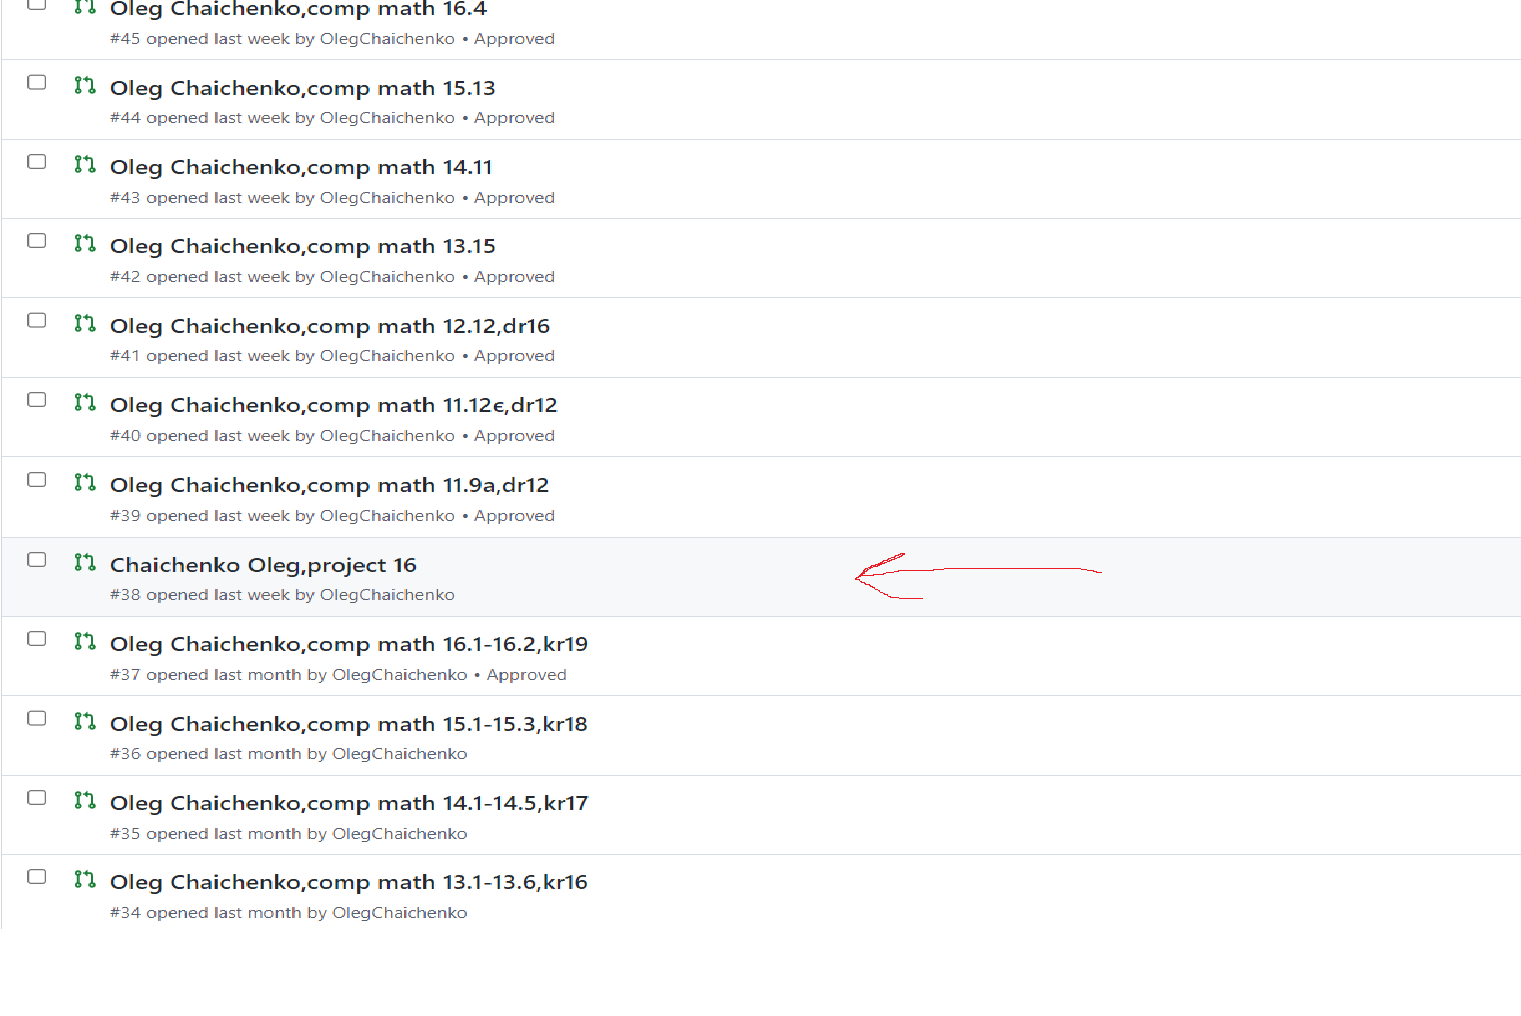 Oleg Chaichenko,comp math 16.4
#45 opened last week by OlegChaichenko • Approved
Oleg Chaichenko,comp math 15.13
#44 opened last week by OlegChaichenko • Approved
Oleg Chaichenko,comp math 14.11
#43 opened last week by OlegChaichenko • Approved
Oleg Chaichenko,comp math 13.15
#42 opened last week by OlegChaichenko • Approved
Oleg Chaichenko,comp math 12.12,dr16
#41 opened last week by OlegChaichenko • Approved
Oleg Chaichenko,comp math 11.12є,dr12
#40 opened last week by OlegChaichenko • Approved
Oleg Chaichenko,comp math 11.9a,dr12
#39 opened last week by OlegChaichenko • Approved
Chaichenko Oleg,project 16
#38 opened last week by OlegChaichenko
Oleg Chaichenko,comp math 16.1-16.2,kr19
#37 opened last month by OlegChaichenko • Approved
Oleg Chaichenko,comp math 15.1-15.3,kr18
#36 opened last month by OlegChaichenko
Oleg Chaichenko,comp math 14.1-14.5,kr17
#35 opened last month by OlegChaichenko
Oleg Chaichenko,comp math 13.1-13.6,kr16
#34 opened last month by OlegChaichenko